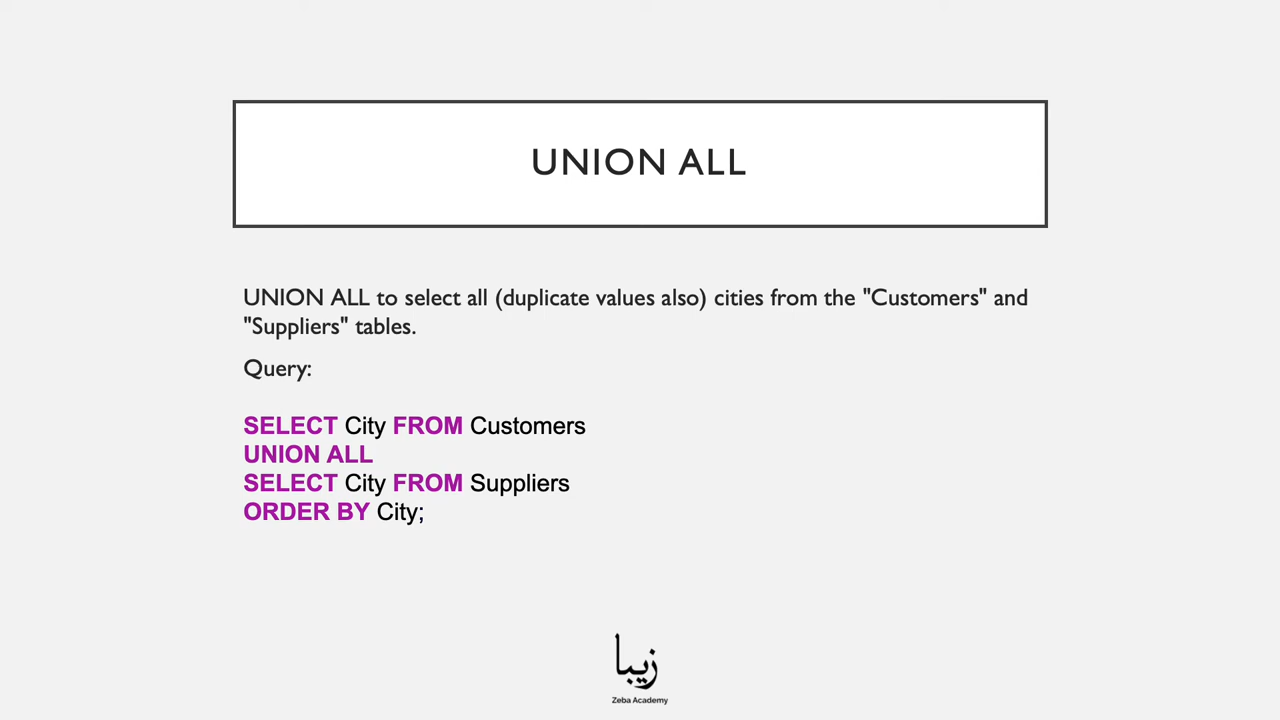 UNION ALL
UNION ALL to select all (duplicate values also) cities from the "Customers" and
"Suppliers" tables.
Query:
SELECT City FROM Customers
UNION ALL
SELECT City FROM Suppliers
ORDER BY City;
زیبا
Zeba Academy